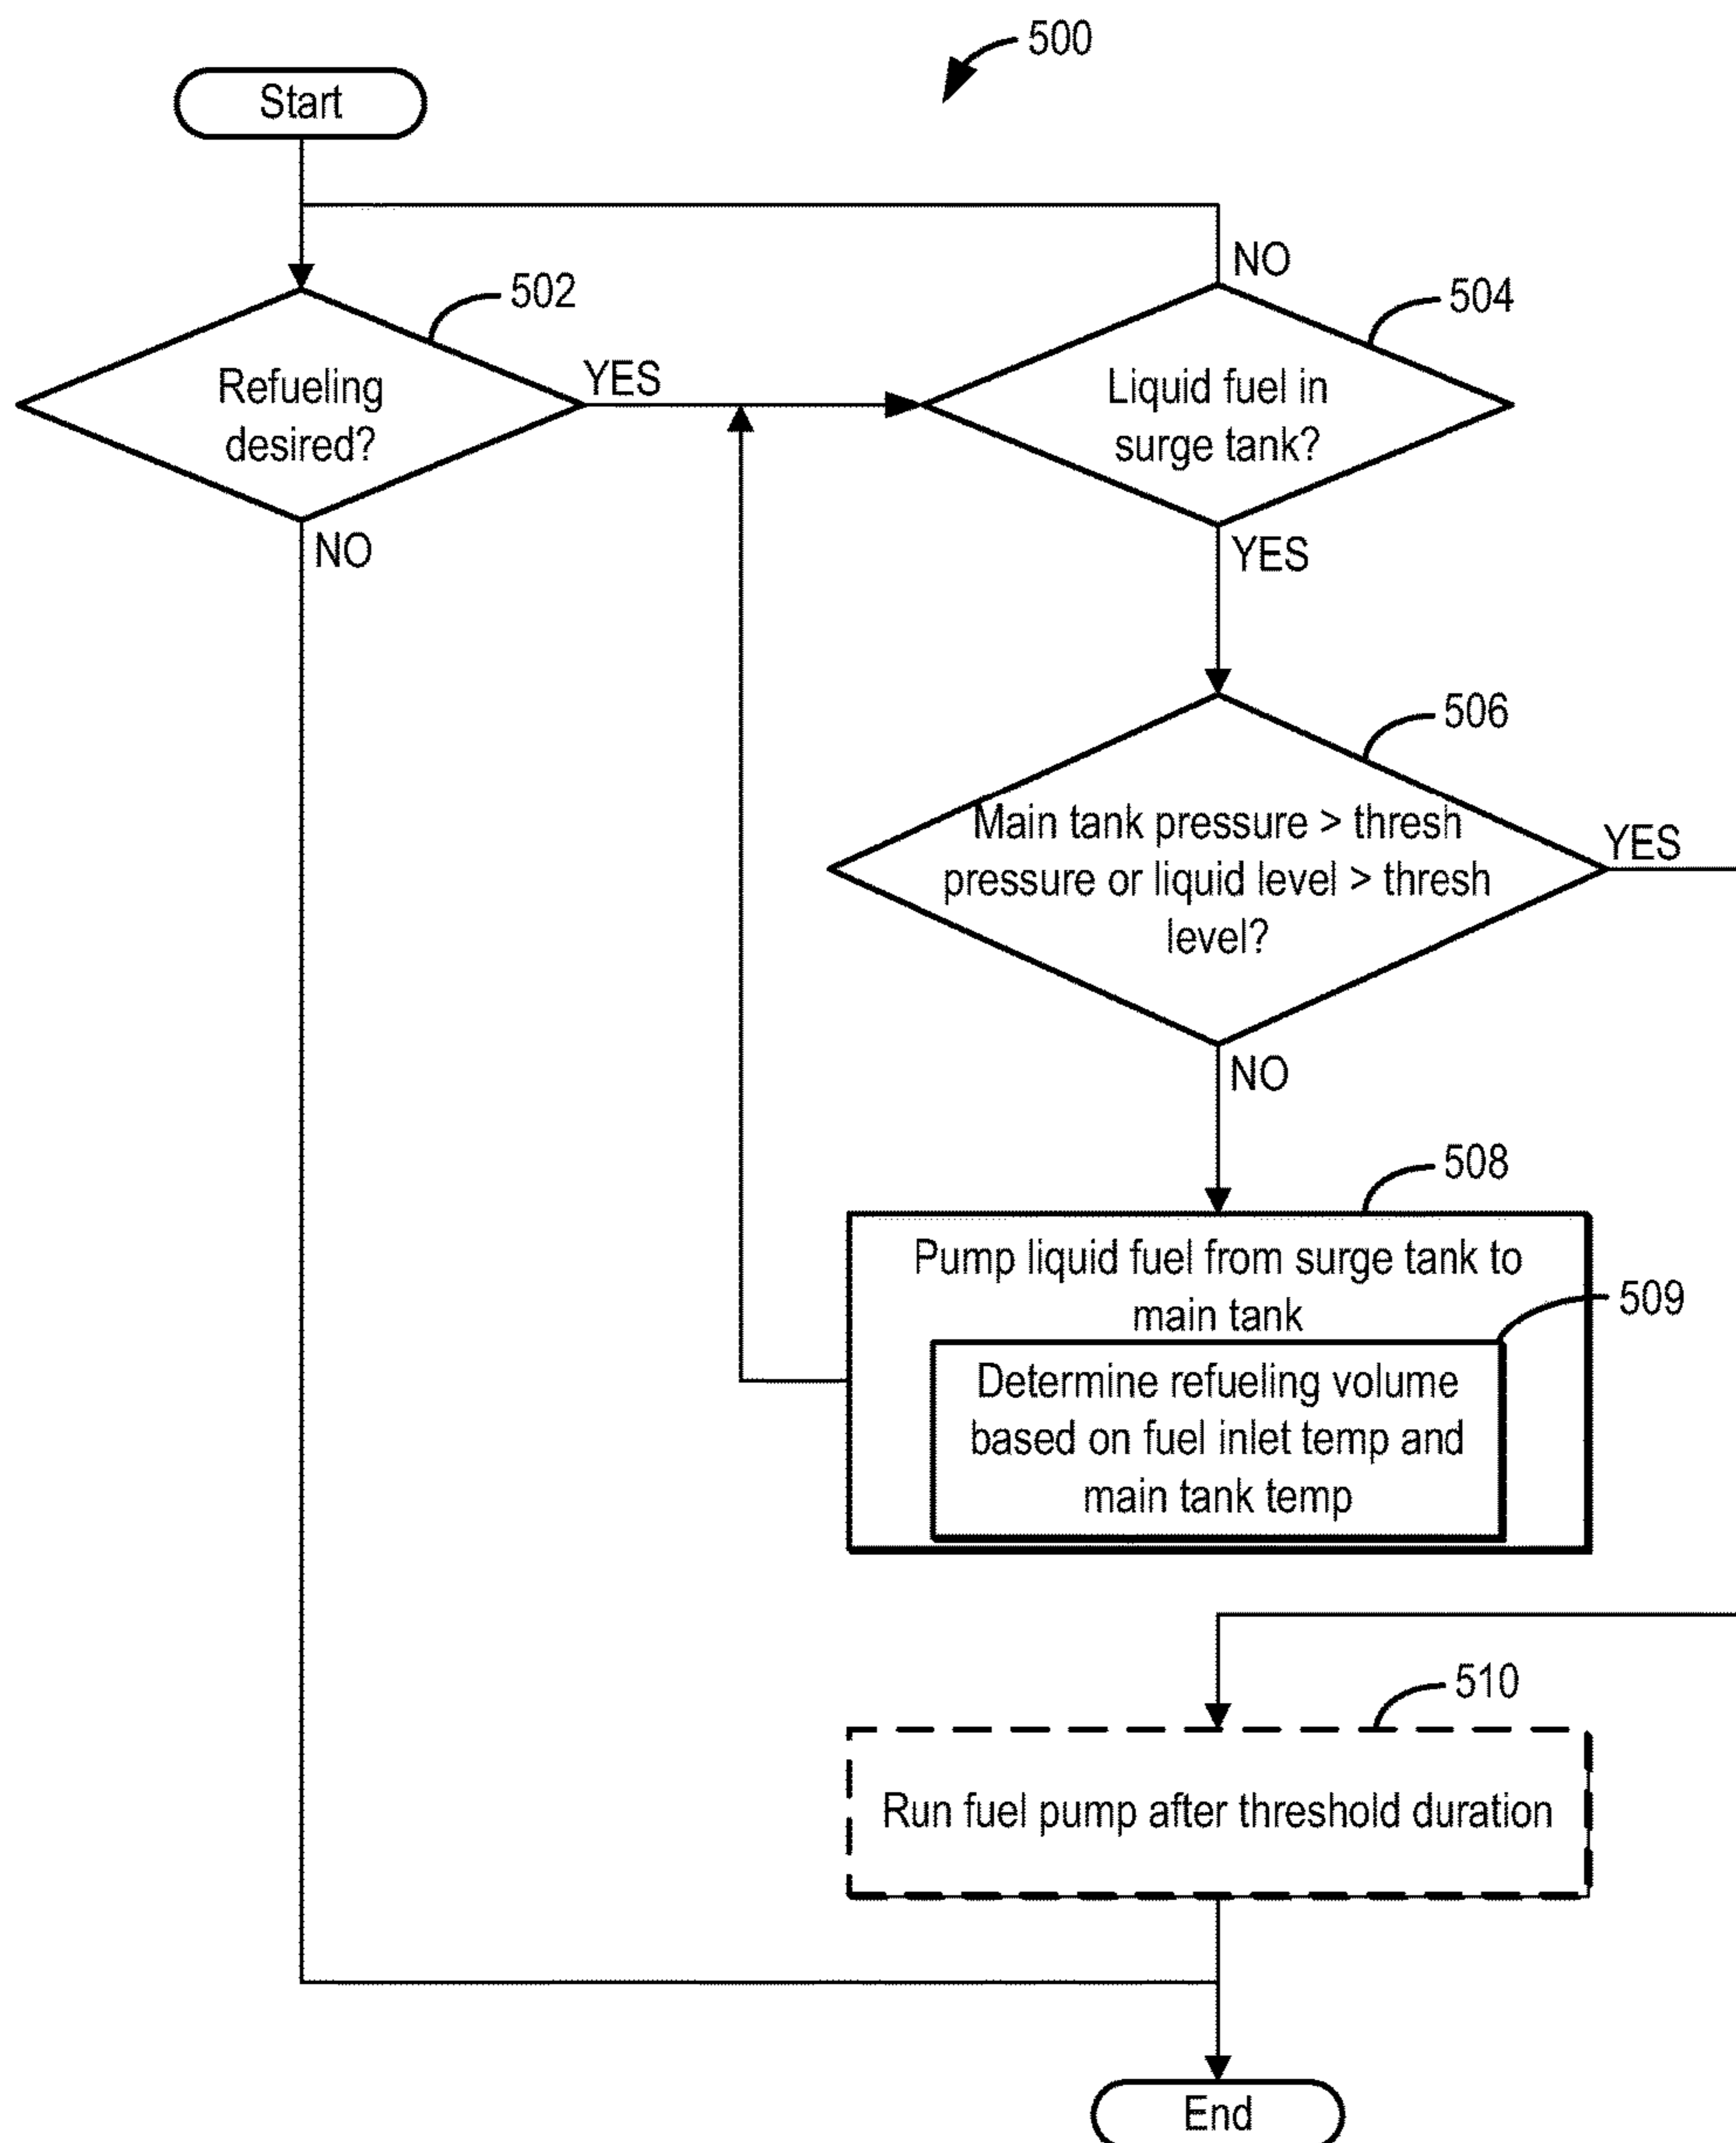 500
Start
NO
502
504
Refueling
desired?
YES
Liquid fuel in
surge tank?
NO
YES
506
Main tank pressure > thresh
pressure or liquid level > thresh
level?
YES
NO
508
Pump liquid fuel from surge tank to
main tank
509
Determine refueling volume
based on fuel inlet temp and
main tank temp
510
Run fuel pump after threshold duration
End